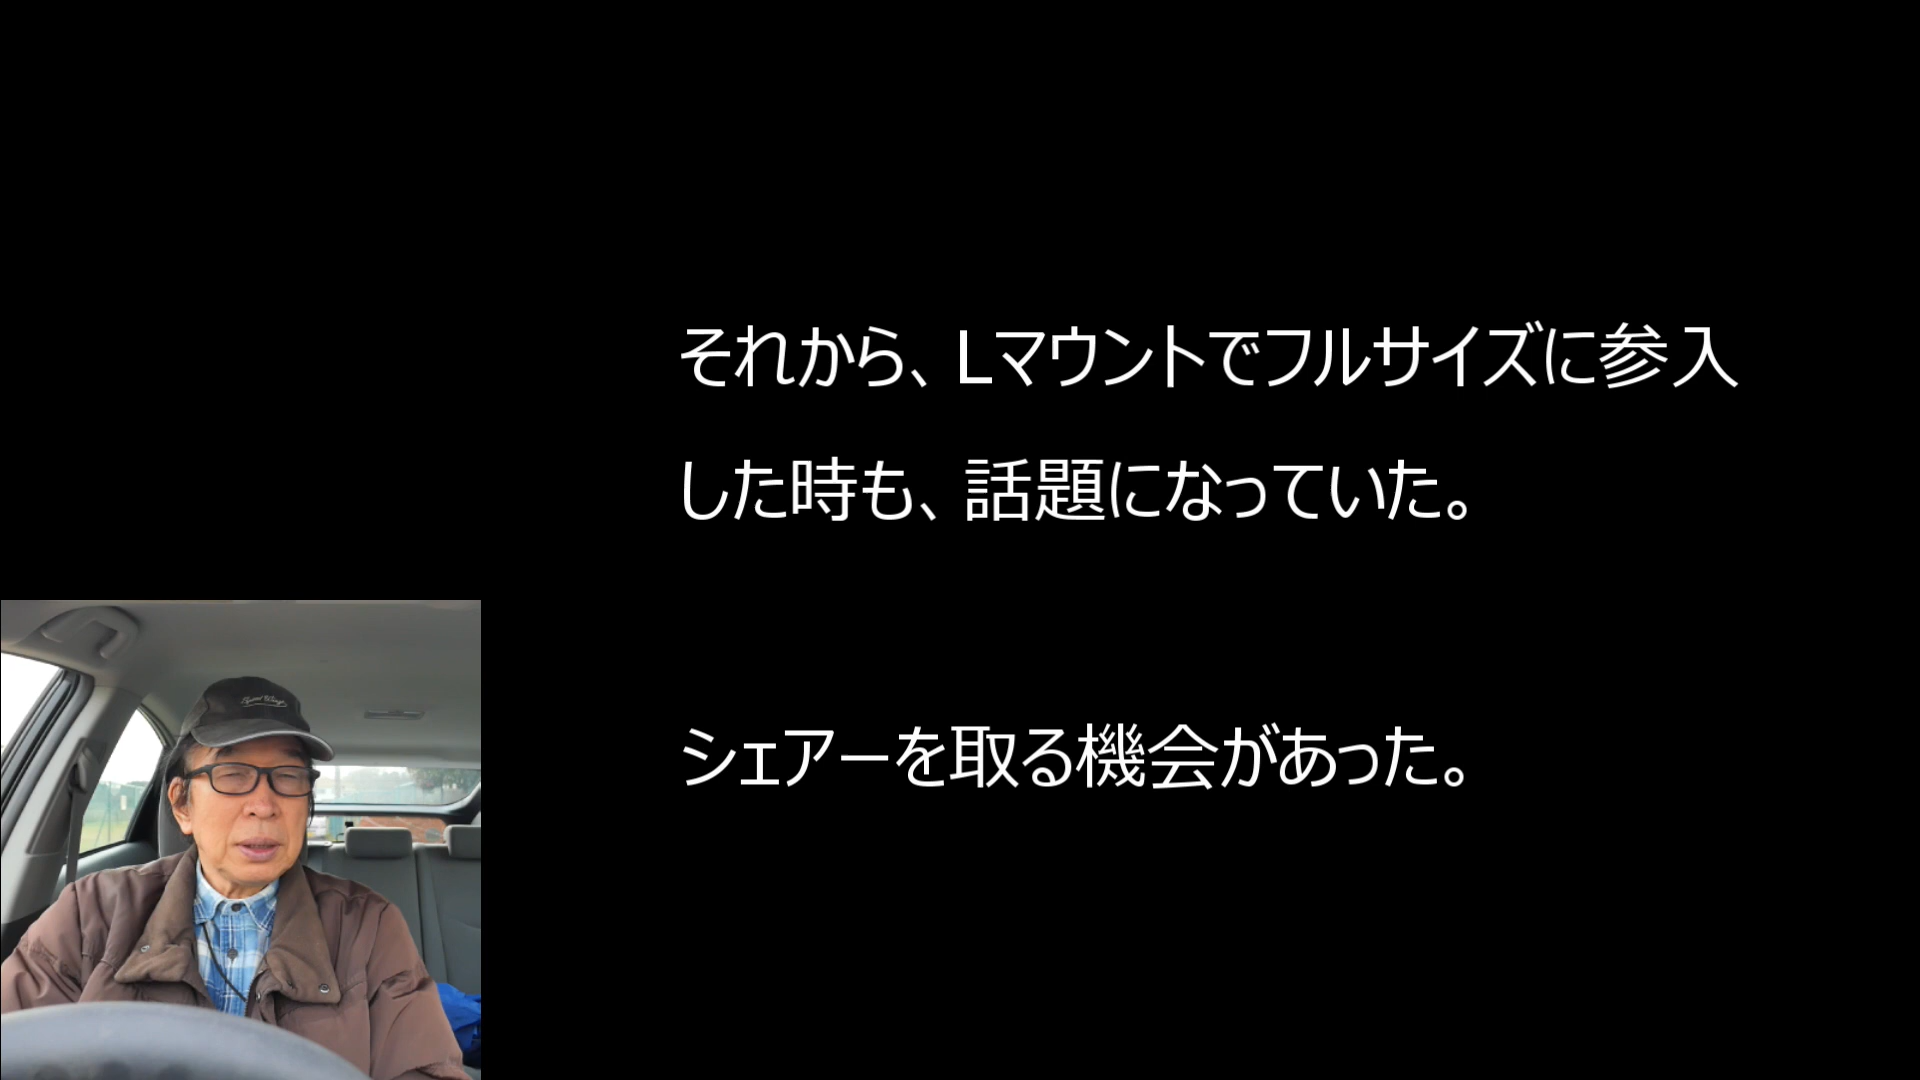 それから、Lマウントでフルサイズに参入
した時も、話題になっていた。
シェアーを取る機会があった。